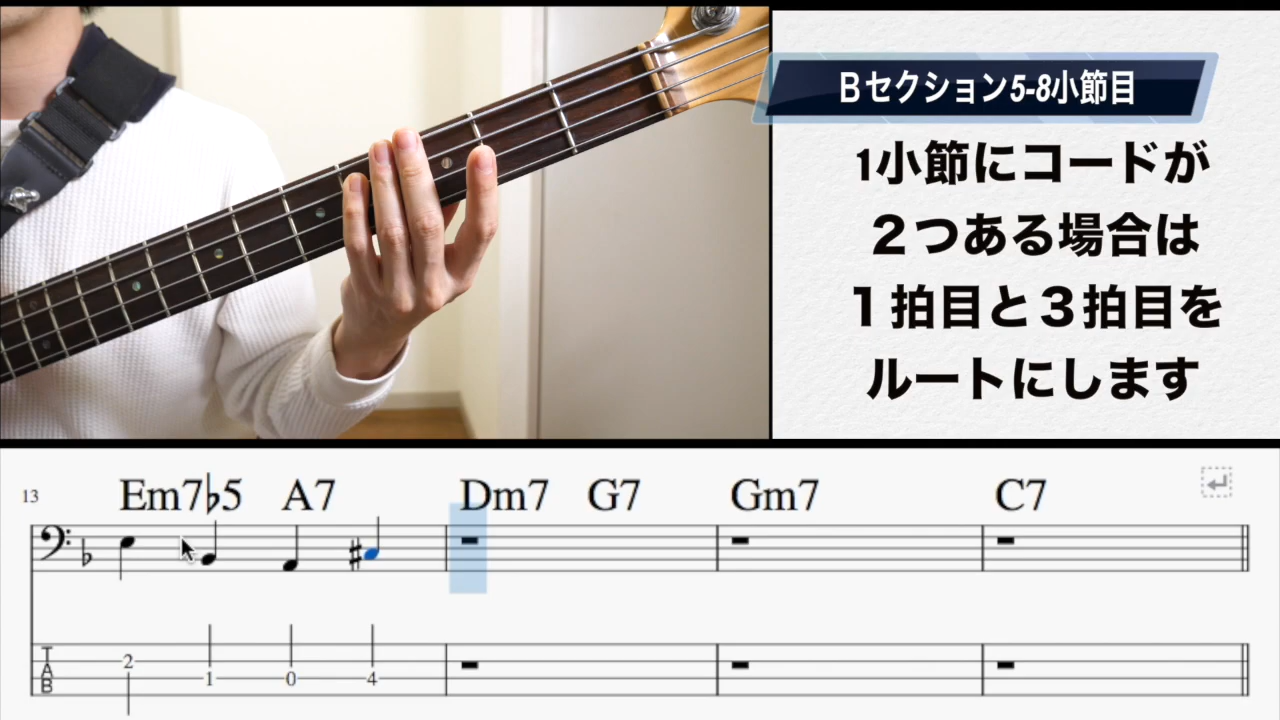 Bセクション5-8小節目
1小節にコードが
２つある場合は
１拍目と３拍目を
ルートにします
13 Em7♭5 A7 Dm7 G7 Gm7 C7
T
A
B
2 1 0 4